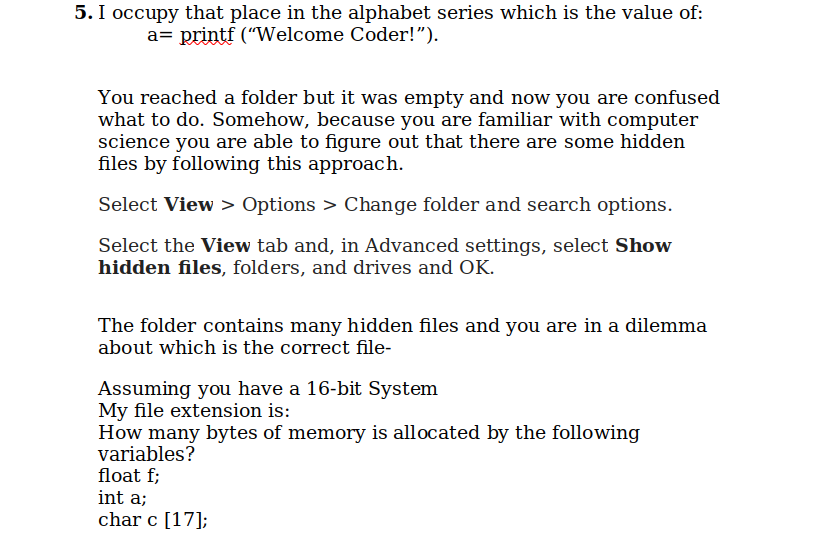 5. I occupy that place in the alphabet series which is the value of:
a= printf (“Welcome Coder!”).
You reached a folder but it was empty and now you are confused
what to do. Somehow, because you are familiar with computer
science you are able to figure out that there are some hidden
files by following this approach.
Select View > Options > Change folder and search options.
Select the View tab and, in Advanced settings, select Show
hidden files, folders, and drives and OK.
The folder contains many hidden files and you are in a dilemma
about which is the correct file-
Assuming you have a 16-bit System
My file extension is:
How many bytes of memory is allocated by the following
variables?
float f;
int a;
char c [17];